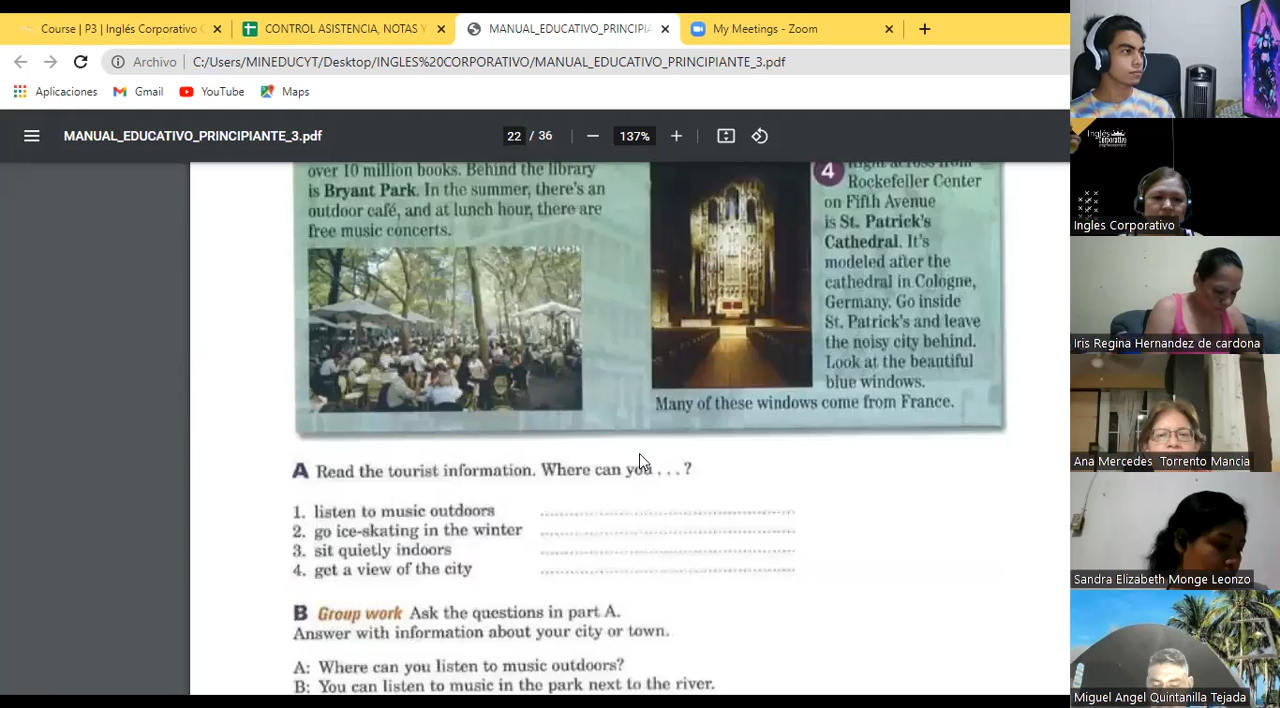 Course | P3 | Inglés Corporativo
CONTROL ASISTENCIA, NOTAS Y
MANUAL_EDUCATIVO_PRINCIPIA
My Meetings - Zoom
Archivo
C:/Users/MINEDUCYT/Desktop/INGLES%20CORPORATIVO/MANUAL_EDUCATIVO_PRINCIPIANTE_3.pdf
Aplicaciones
Gmail
YouTube
Maps
MANUAL_EDUCATIVO_PRINCIPIANTE_3.pdf
22 / 36
137%
over 10 million books. Behind the library
is Bryant Park. In the summer, there's an
outdoor café, and at lunch hour, there are
free music concerts.
4
Right across from
Rockefeller Center
on Fifth Avenue
is St. Patrick's
Cathedral. It's
modeled after the
cathedral in Cologne,
Germany. Go inside
St. Patrick's and leave
the noisy city behind.
Look at the beautiful
blue windows.
Many of these windows come from France.
A Read the tourist information. Where can you . . . ?
1. listen to music outdoors
2. go ice-skating in the winter
3. sit quietly indoors
4. get a view of the city
B Group work Ask the questions in part A.
Answer with information about your city or town.
A: Where can you listen to music outdoors?
B: You can listen to music in the park next to the river.
Inglés
Corporativo
Ingles Corporativo
Iris Regina Hernandez de cardona
Ana Mercedes Torrento Mancia
Sandra Elizabeth Monge Leonzo
Miguel Angel Quintanilla Tejada